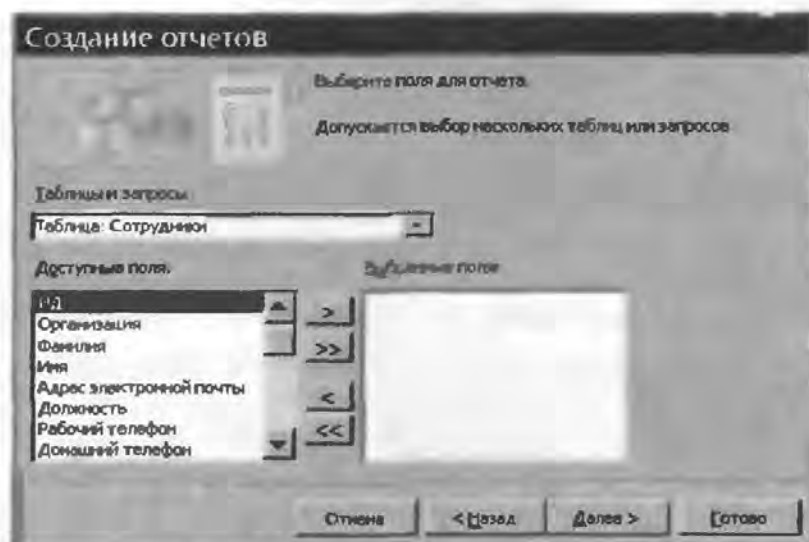 Создание отчетов
Выберите поля для отчета.
Допускается выбор нескольких таблиц или запросов
Таблицы и запросы
Таблица: Сотрудники
Доступные поля:
Выбранные поля
ИД
Организация
Фамилия
Имя
Адрес электронной почты
Должность
Рабочий телефон
Домашний телефон
>
>>
<
<<
Отмена
< Назад
Далее >
Готово